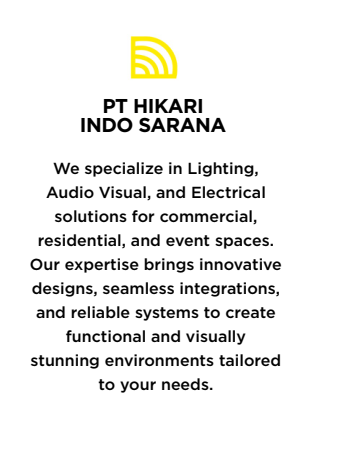 PT HIKARI
INDO SARANA
We specialize in Lighting,
Audio Visual, and Electrical
solutions for commercial,
residential, and event spaces.
Our expertise brings innovative
designs, seamless integrations,
and reliable systems to create
functional and visually
stunning environments tailored
to your needs.